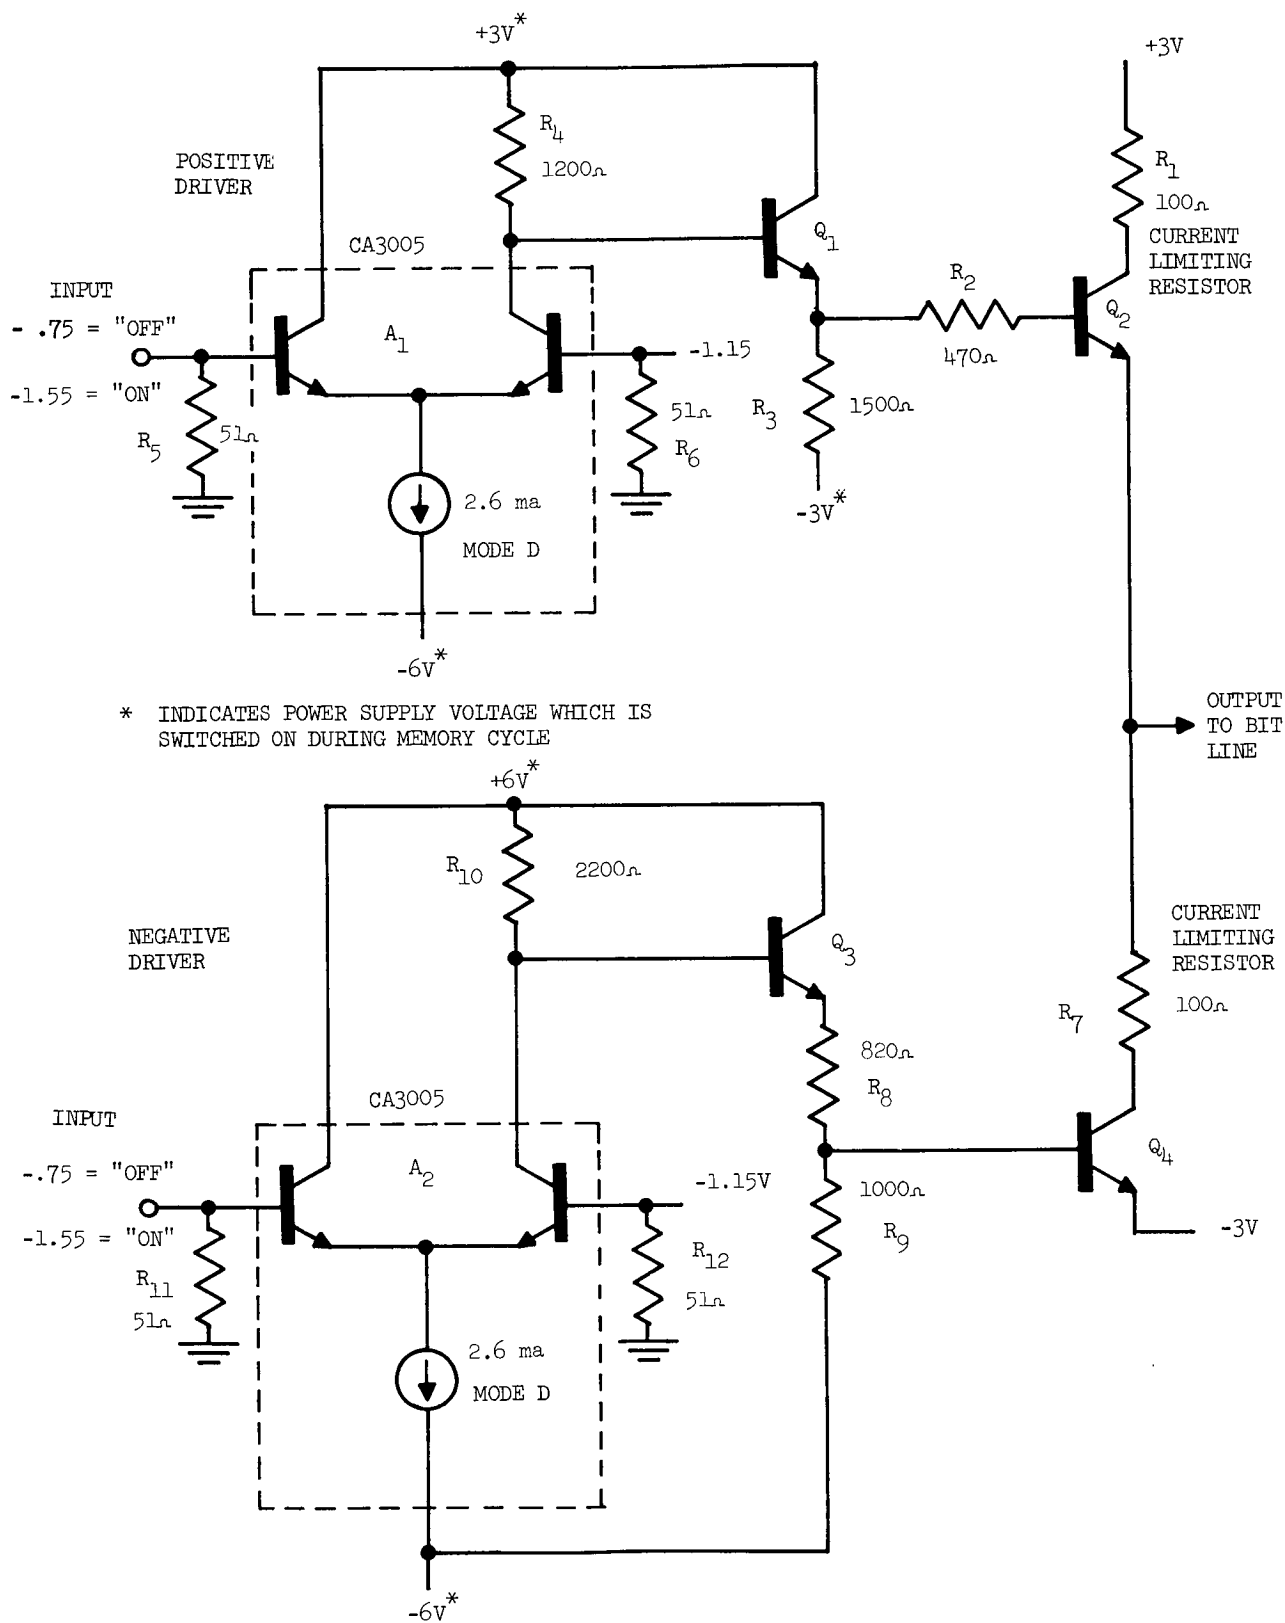 +3V*
+3V
R4
1200Ω
POSITIVE
DRIVER
R1
100Ω
CURRENT
LIMITING
RESISTOR
Q1
CA3005
R2
470Ω
Q2
INPUT
- .75 = "OFF"
-1.55 = "ON"
A1
-1.15
R5
51Ω
51Ω
R6
R3
1500Ω
-3V*
2.6 ma
MODE D
-6V*
* INDICATES POWER SUPPLY VOLTAGE WHICH IS
SWITCHED ON DURING MEMORY CYCLE
OUTPUT
TO BIT
LINE
+6V*
R10
2200Ω
NEGATIVE
DRIVER
Q3
CURRENT
LIMITING
RESISTOR
100Ω
R7
820Ω
R8
CA3005
INPUT
-.75 = "OFF"
-1.55 = "ON"
A2
-1.15V
1000Ω
R9
Q4
-3V
R11
51Ω
R12
51Ω
2.6 ma
MODE D
-6V*